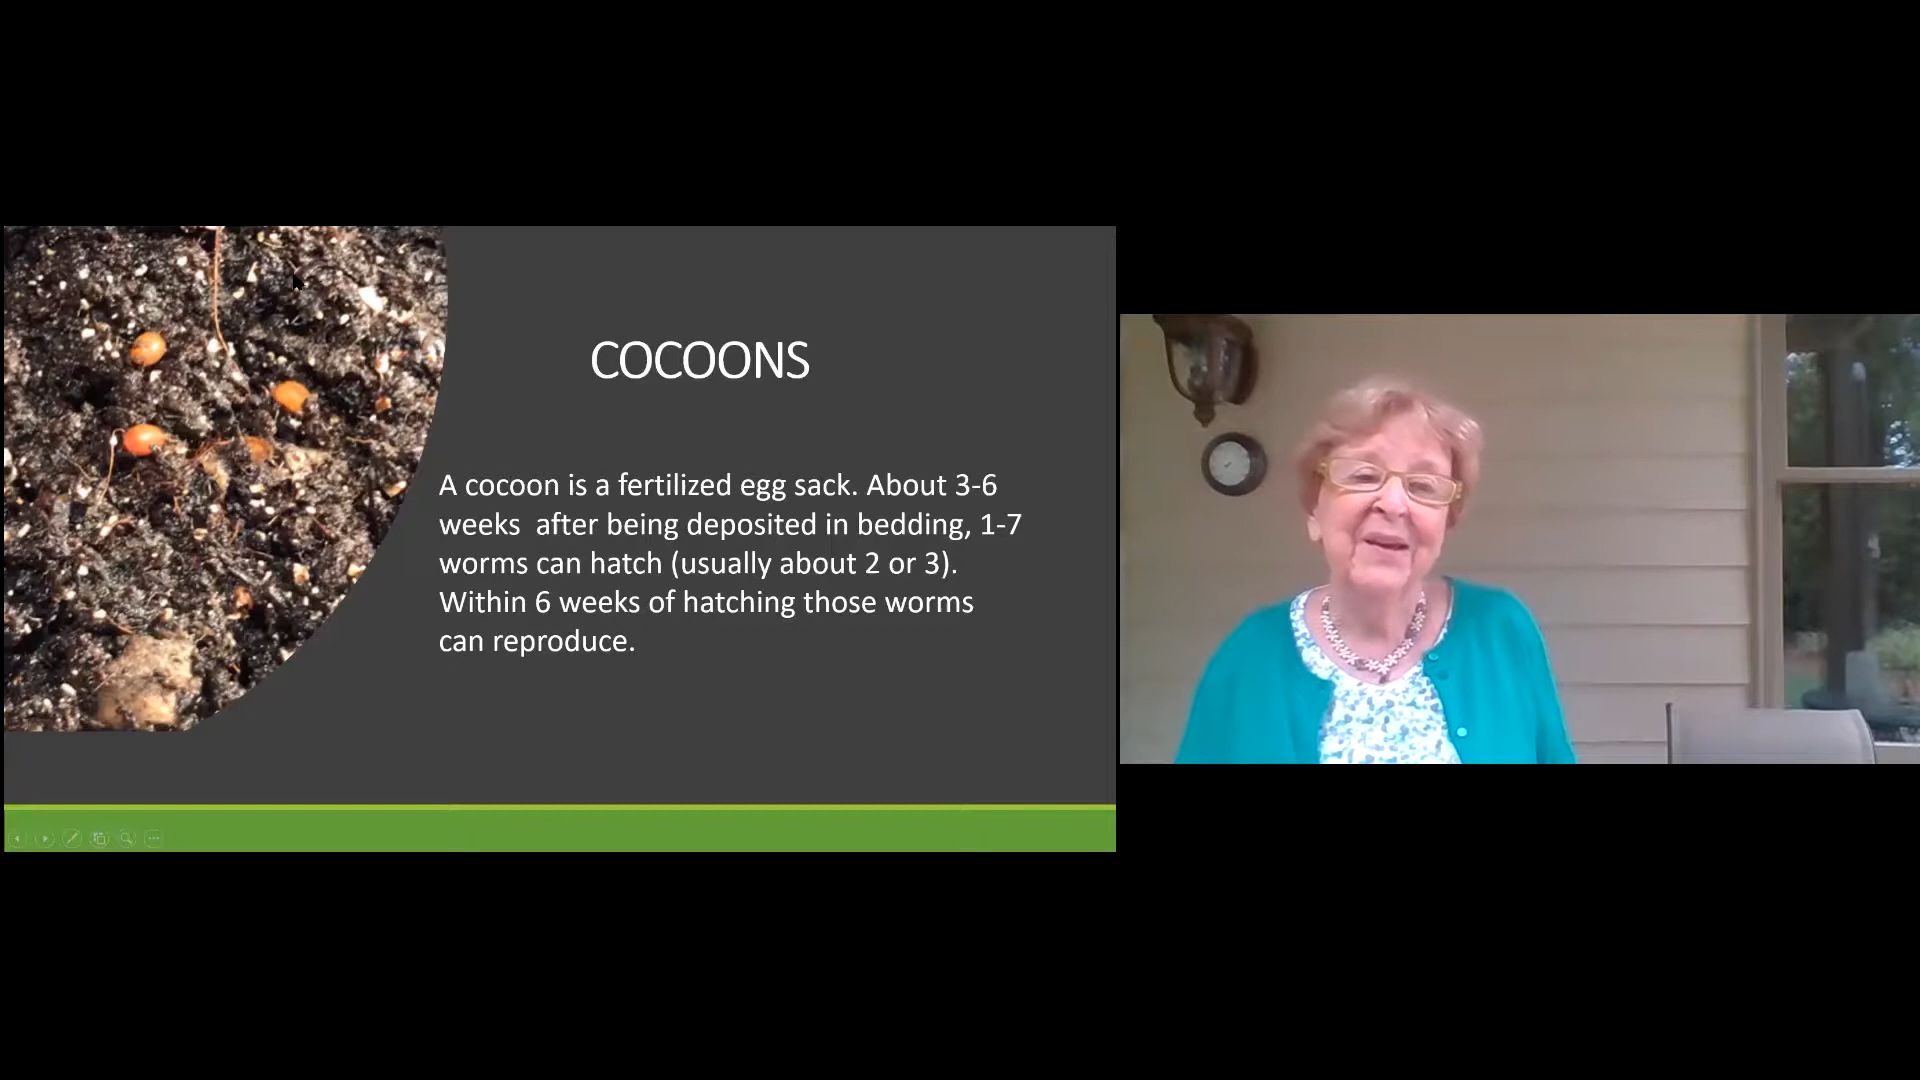 COCOONS
A cocoon is a fertilized egg sack. About 3-6
weeks  after being deposited in bedding, 1-7
worms can hatch (usually about 2 or 3).
Within 6 weeks of hatching those worms
can reproduce.